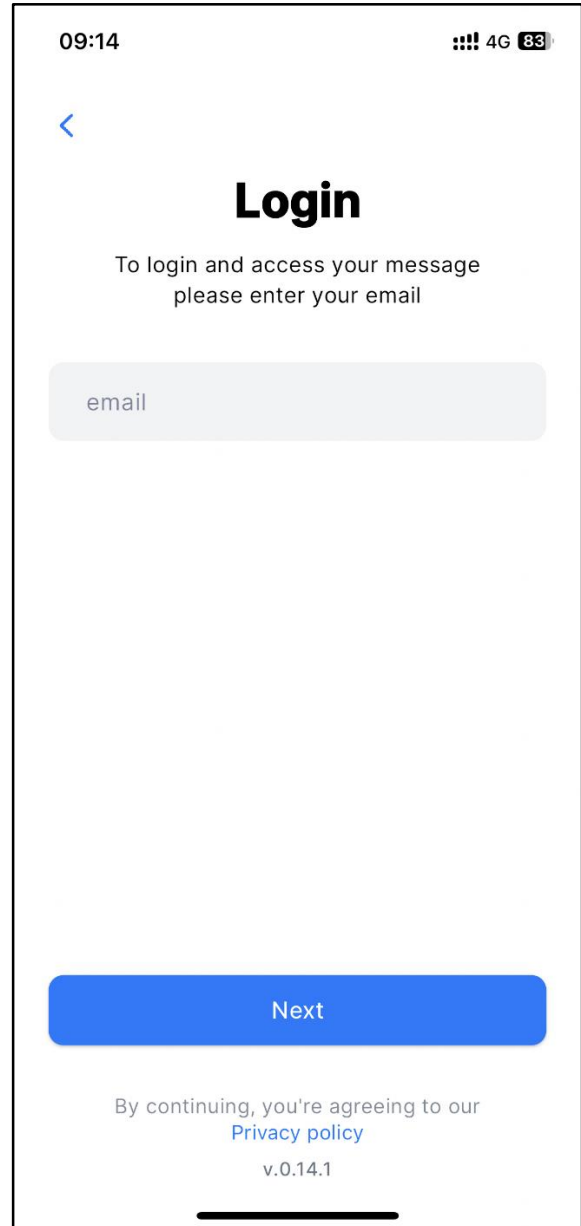 09:14 4G 83
Login
To login and access your message
please enter your email
email
Next
By continuing, you're agreeing to our
Privacy policy
v.0.14.1